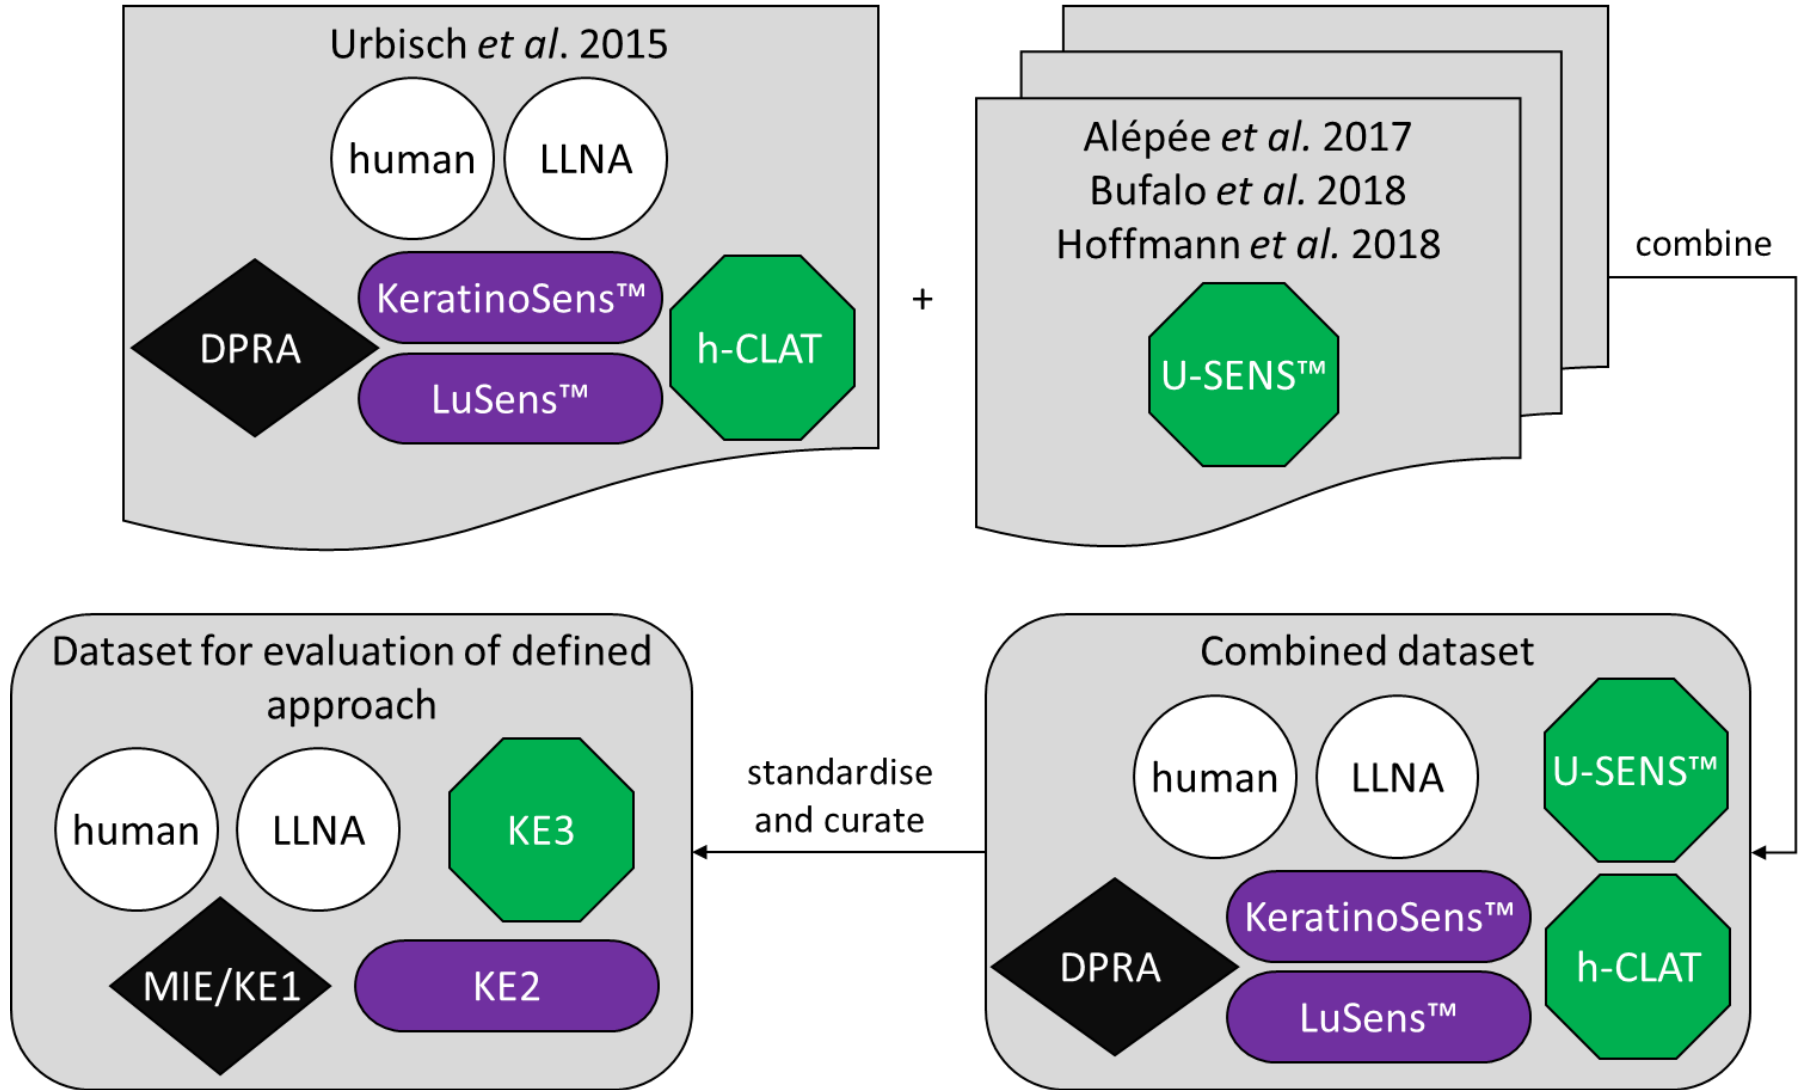 Urbisch et al. 2015
human
LLNA
DPRA
KeratinoSens™
LuSens™
h-CLAT
+
Alépée et al. 2017
Bufalo et al. 2018
Hoffmann et al. 2018
U-SENS™
combine
Dataset for evaluation of defined
approach
human
LLNA
KE3
MIE/KE1
KE2
standardise
and curate
Combined dataset
human
LLNA
U-SENS™
DPRA
KeratinoSens™
LuSens™
h-CLAT